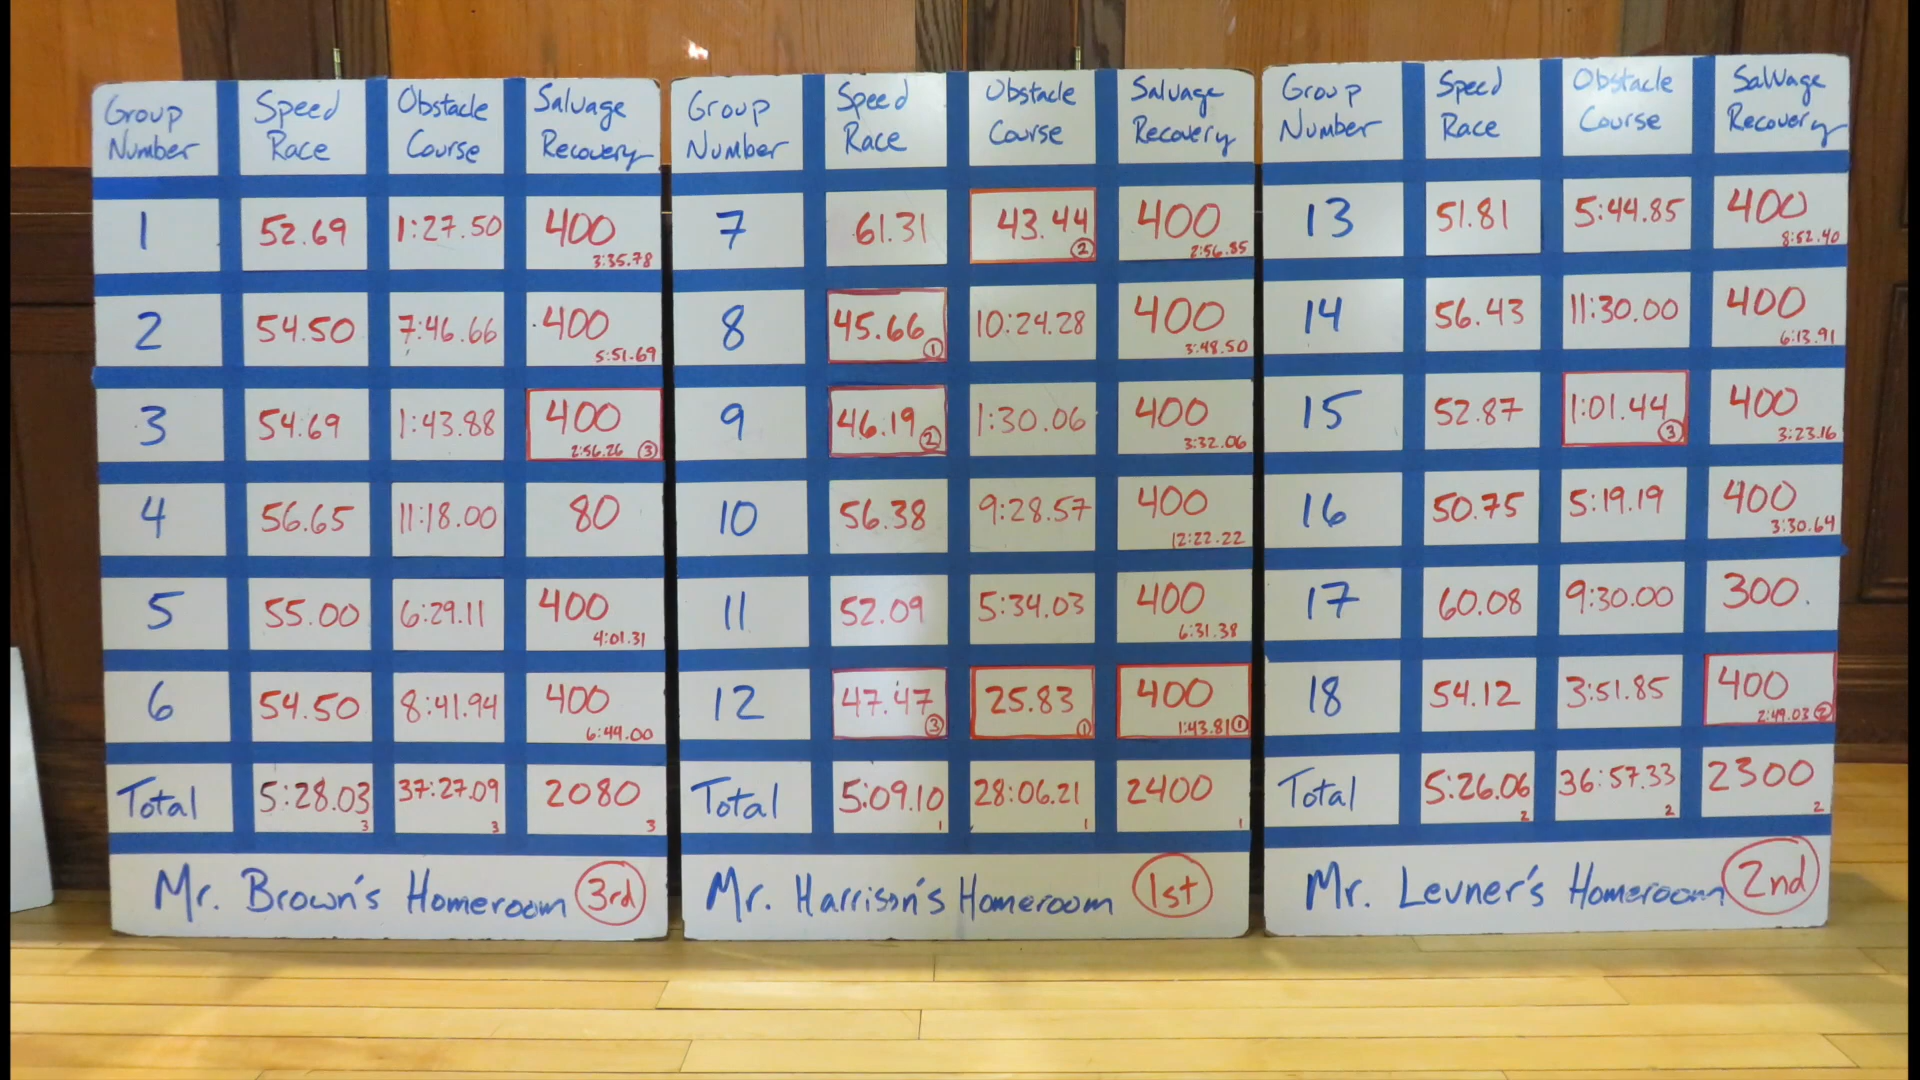 Group Number Speed Race Obstacle Course Salvage Recovery
1 52.69 1:27.50 400 3:35.78
2 54.50 7:46.66 400 5:51.69
3 54.69 1:43.88 400 2:56.26 ③
4 56.65 11:18.00 80
5 55.00 6:29.11 400 4:01.31
6 54.50 8:41.94 400 6:49.00
Total 5:28.03 3 37:27.09 3 2080 3
Mr. Brown's Homeroom 3rd
Group Number Speed Race Obstacle Course Salvage Recovery
7 61.31 43.44 ② 400 2:56.85
8 45.66 ① 10:24.28 400 3:48.50
9 46.19 ② 1:30.06 400 3:32.06
10 56.38 9:28.57 400 12:22.22
11 52.09 5:34.03 400 6:31.38
12 47.47 ③ 25.83 ① 400 1:43.81 ①
Total 5:09.10 1 28:06.21 1 2400 1
Mr. Harrison's Homeroom 1st
Group Number Speed Race Obstacle Course Salvage Recovery
13 51.81 5:44.85 400 8:52.40
14 56.43 11:30.00 400 6:13.91
15 52.87 1:01.44 ③ 400 3:23.16
16 50.75 5:19.19 400 3:30.64
17 60.08 9:30.00 300.
18 54.12 3:51.85 400 2:49.03 ②
Total 5:26.06 2 36:57.33 2 2300 2
Mr. Levner's Homeroom 2nd